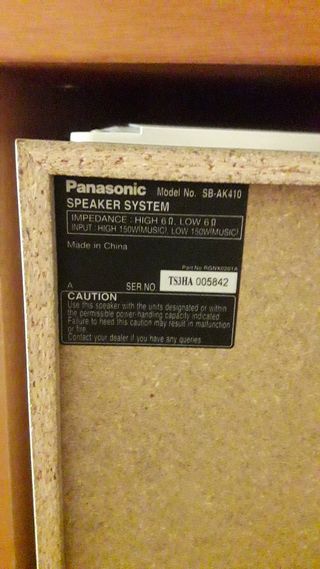 Panasonic Model No. SB-AK410
SPEAKER SYSTEM
IMPEDANCE : HIGH 6Ω, LOW 6Ω
INPUT : HIGH 150W(MUSIC), LOW 150W(MUSIC)
Made in China
Part No RGNX0261A
A SER.NO TS3HA 005842
CAUTION
Use this speaker with the units designated or within
the permissible power-handling capacity indicated.
Failure to heed this caution may result in malfunction
or fire.
Contact your dealer if you have any queries.